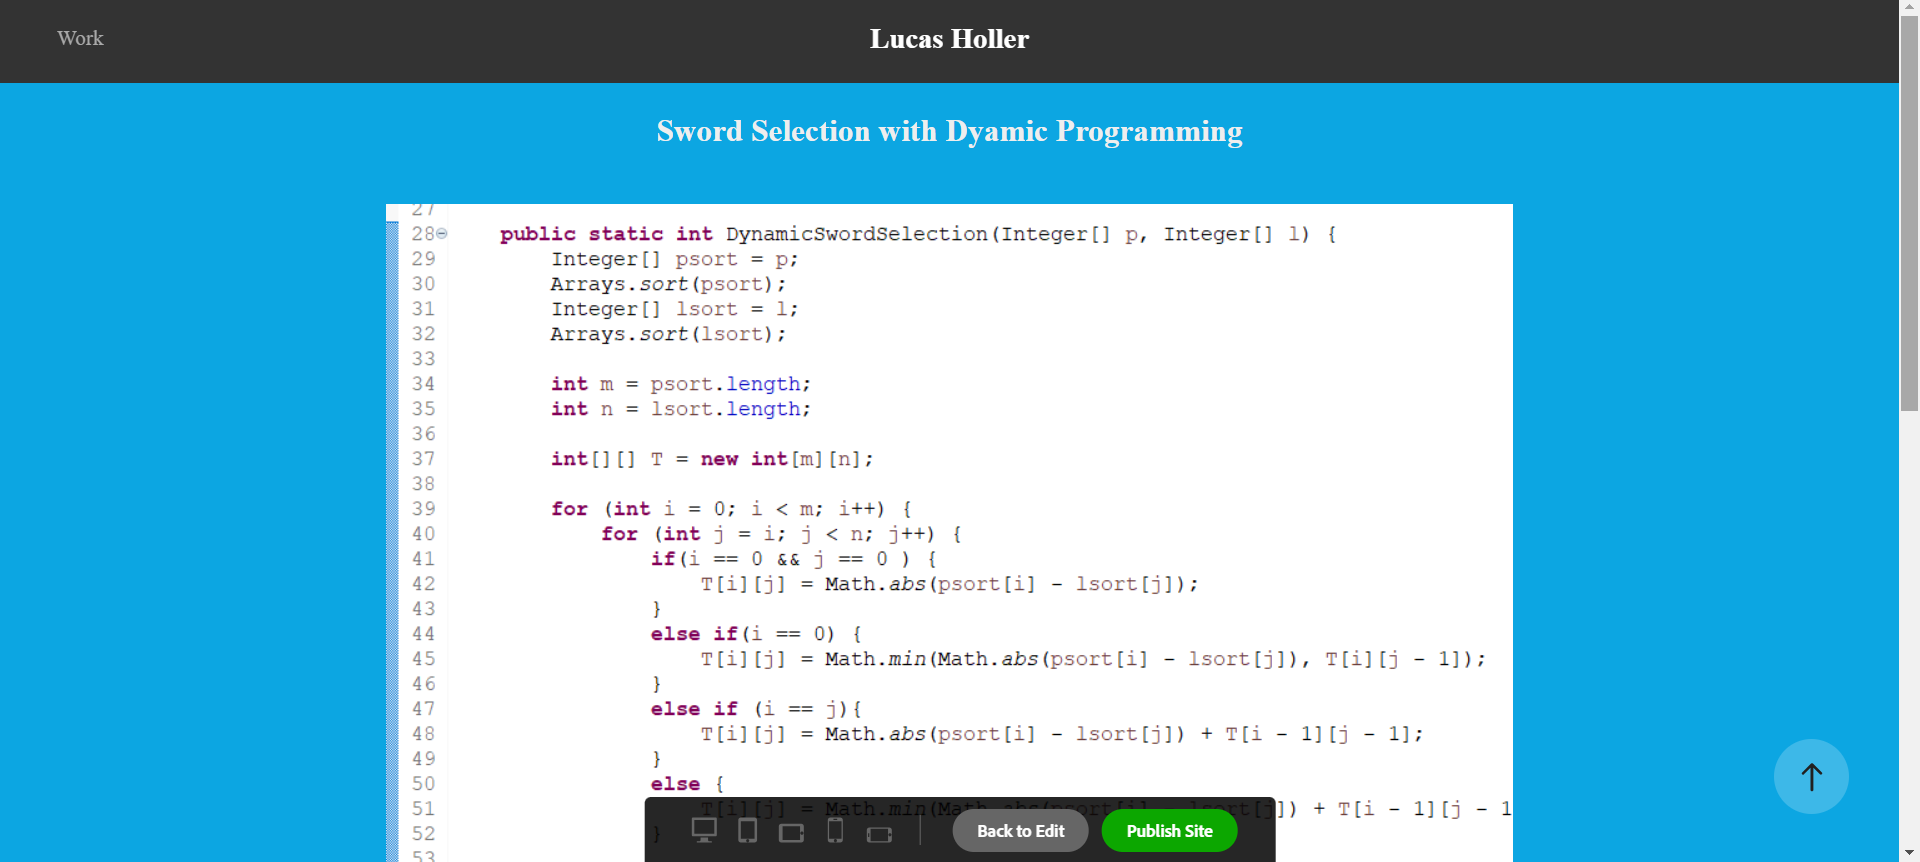 Work
Lucas Holler
Sword Selection with Dyamic Programming
27
28 public static int DynamicSwordSelection(Integer[] p, Integer[] l) {
29 Integer[] psort = p;
30 Arrays.sort(psort);
31 Integer[] lsort = l;
32 Arrays.sort(lsort);
33
34 int m = psort.length;
35 int n = lsort.length;
36
37 int[][] T = new int[m][n];
38
39 for (int i = 0; i < m; i++) {
40 for (int j = i; j < n; j++) {
41 if(i == 0 && j == 0 ) {
42 T[i][j] = Math.abs(psort[i] - lsort[j]);
43 }
44 else if(i == 0) {
45 T[i][j] = Math.min(Math.abs(psort[i] - lsort[j]), T[i][j - 1]);
46 }
47 else if (i == j){
48 T[i][j] = Math.abs(psort[i] - lsort[j]) + T[i - 1][j - 1];
49 }
50 else {
51 T[i][j] = Math.min(Math.abs(psort[i] - lsort[j]) + T[i - 1][j - 1
52 }
53
Back to Edit
Publish Site